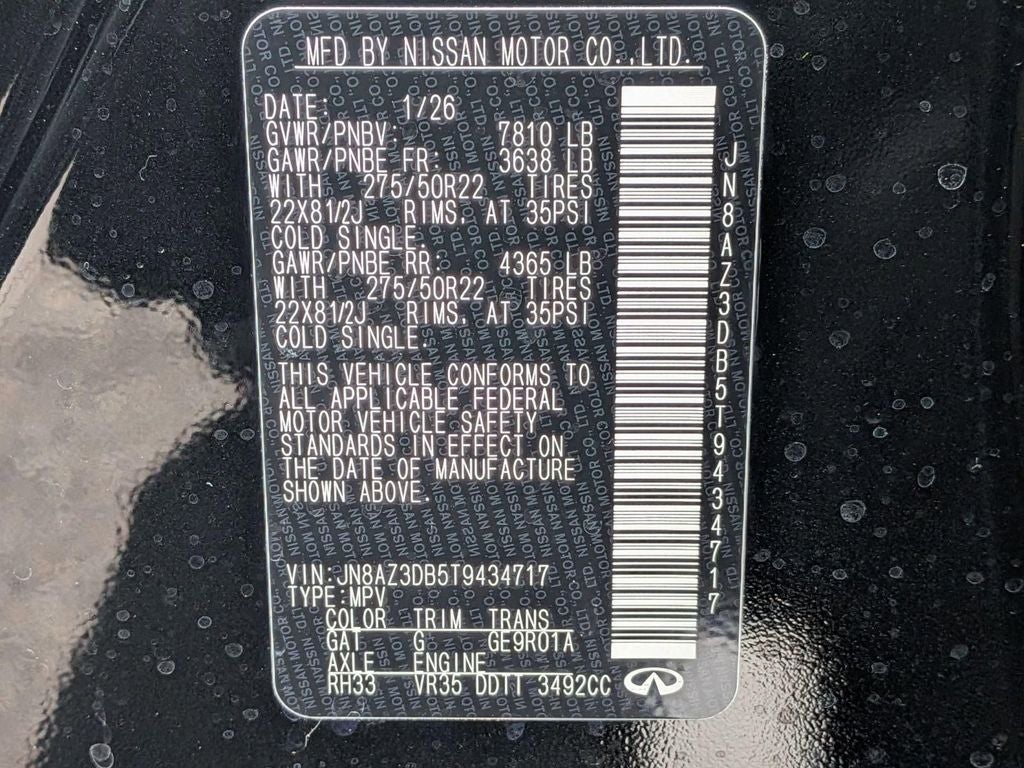 MFD BY NISSAN MOTOR CO.,LTD.
DATE: 1/26
GVWR/PNBV: 7810 LB
GAWR/PNBE FR: 3638 LB
WITH 275/50R22 TIRES
22X81/2J RIMS, AT 35PSI
COLD SINGLE.
GAWR/PNBE RR: 4365 LB
WITH 275/50R22 TIRES
22X81/2J RIMS, AT 35PSI
COLD SINGLE.
THIS VEHICLE CONFORMS TO
ALL APPLICABLE FEDERAL
MOTOR VEHICLE SAFETY
STANDARDS IN EFFECT ON
THE DATE OF MANUFACTURE
SHOWN ABOVE.
VIN:JN8AZ3DB5T9434717
TYPE:MPV
COLOR TRIM TRANS
GAT G GE9R01A
AXLE ENGINE
RH33 VR35 DDTT 3492CC
JN8AZ3DB5T9434717